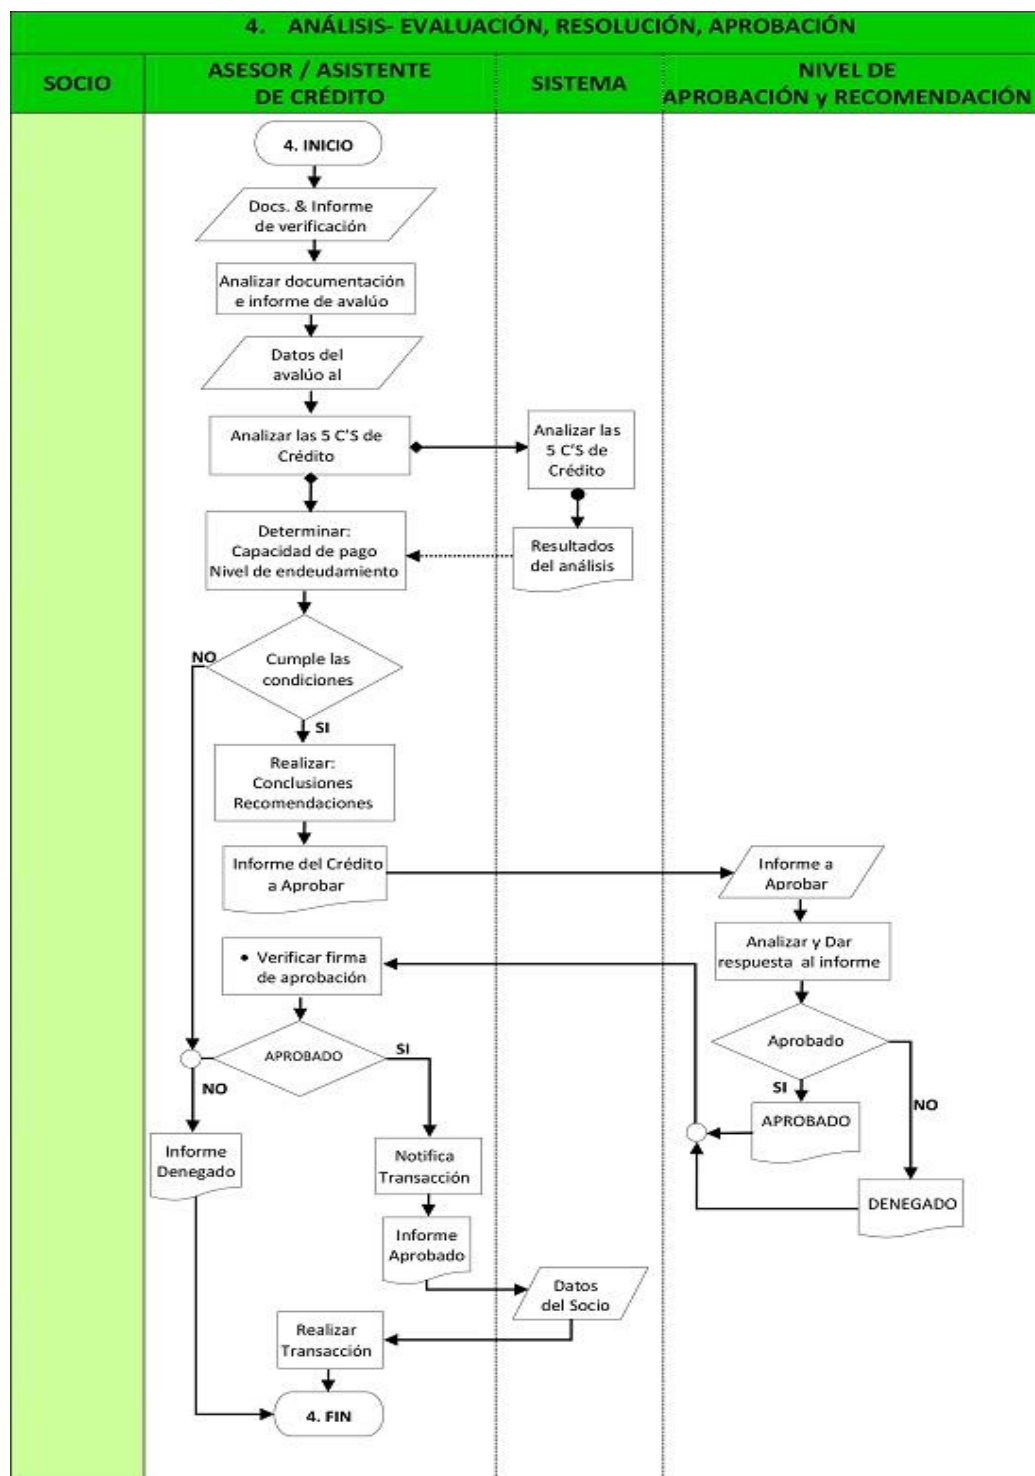 4. ANÁLISIS- EVALUACIÓN, RESOLUCIÓN, APROBACIÓN
SOCIO
ASESOR / ASISTENTE
DE CRÉDITO
SISTEMA
NIVEL DE
APROBACIÓN y RECOMENDACIÓN
4. INICIO
Docs. & Informe
de verificación
Analizar documentación
e informe de avalúo
Datos del
avalúo al
Analizar las 5 C'S de
Crédito
Analizar las
5 C'S de
Crédito
Determinar:
Capacidad de pago
Nivel de endeudamiento
Resultados
del análisis
NO
Cumple las
condiciones
SI
Realizar:
Conclusiones
Recomendaciones
Informe del Crédito
a Aprobar
Informe a
Aprobar
Analizar y Dar
respuesta al informe
• Verificar firma
de aprobación
Aprobado
APROBADO
SI
NO
SI
NO
APROBADO
Informe
Denegado
Notifica
Transacción
DENEGADO
Informe
Aprobado
Datos
del Socio
Realizar
Transacción
4. FIN